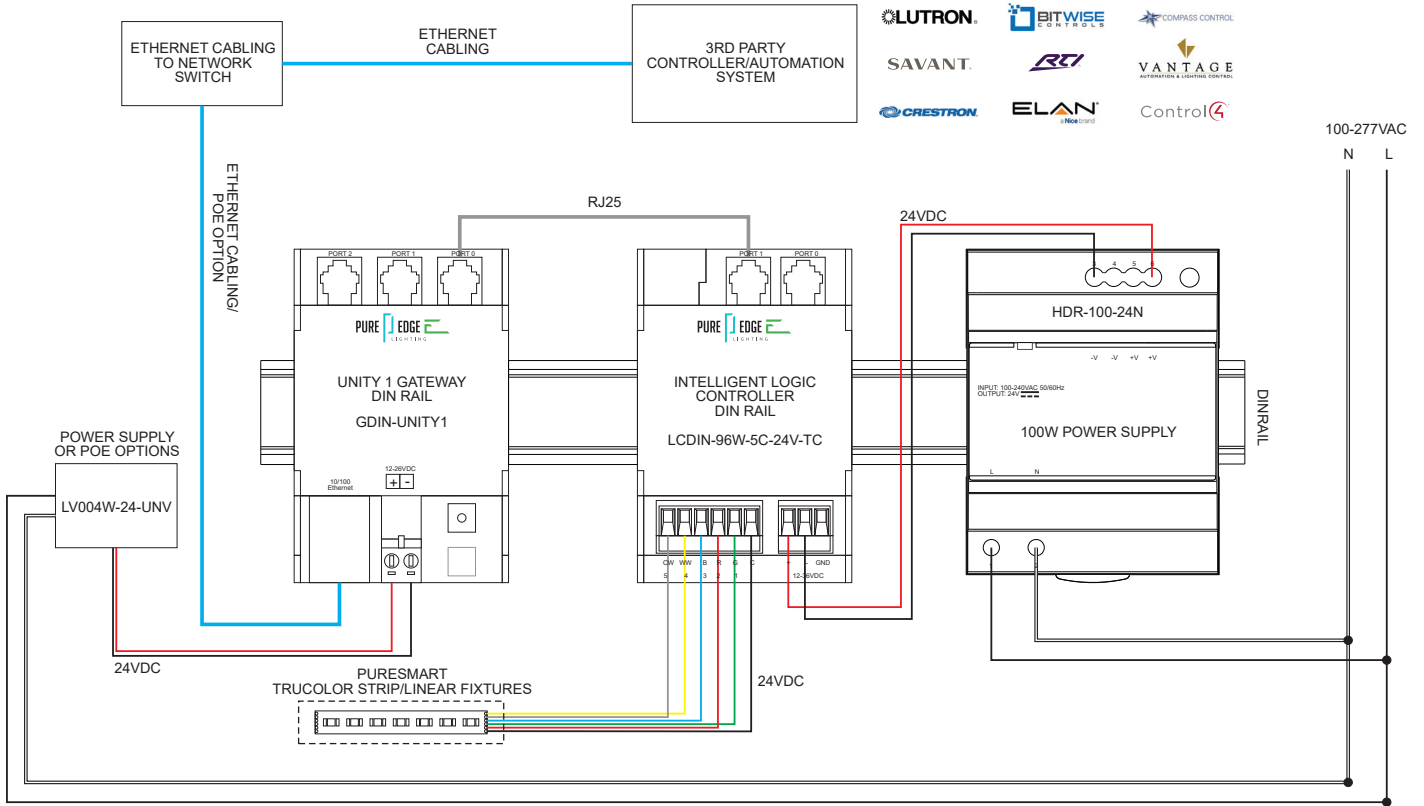 ETHERNET CABLING
TO NETWORK
SWITCH
ETHERNET
CABLING
3RD PARTY
CONTROLLER/AUTOMATION
SYSTEM
LUTRON.
BITWISE
CONTROLS
COMPASS CONTROL
SAVANT.
RTI
VANTAGE
AUTOMATION & LIGHTING CONTROL
CRESTRON
ELAN
a Nice brand
Control4
100-277VAC
N L
ETHERNET CABLING/
POE OPTION
RJ25
24VDC
PORT 2 PORT 1 PORT 0
PORT 1 PORT 0
3 4 5 6
HDR-100-24N
PURE EDGE
LIGHTING
PURE EDGE
LIGHTING
-V -V +V +V
UNITY 1 GATEWAY
DIN RAIL
GDIN-UNITY1
INTELLIGENT LOGIC
CONTROLLER
DIN RAIL
LCDIN-96W-5C-24V-TC
INPUT: 100-240VAC 50/60Hz
OUTPUT: 24V
100W POWER SUPPLY
L N
DINRAIL
POWER SUPPLY
OR POE OPTIONS
LV004W-24-UNV
10/100
Ethernet
12-26VDC
+ -
CW WW B R G C
5 4 3 2 1
+ - GND
12-36VDC
24VDC
PURESMART
TRUCOLOR STRIP/LINEAR FIXTURES
24VDC